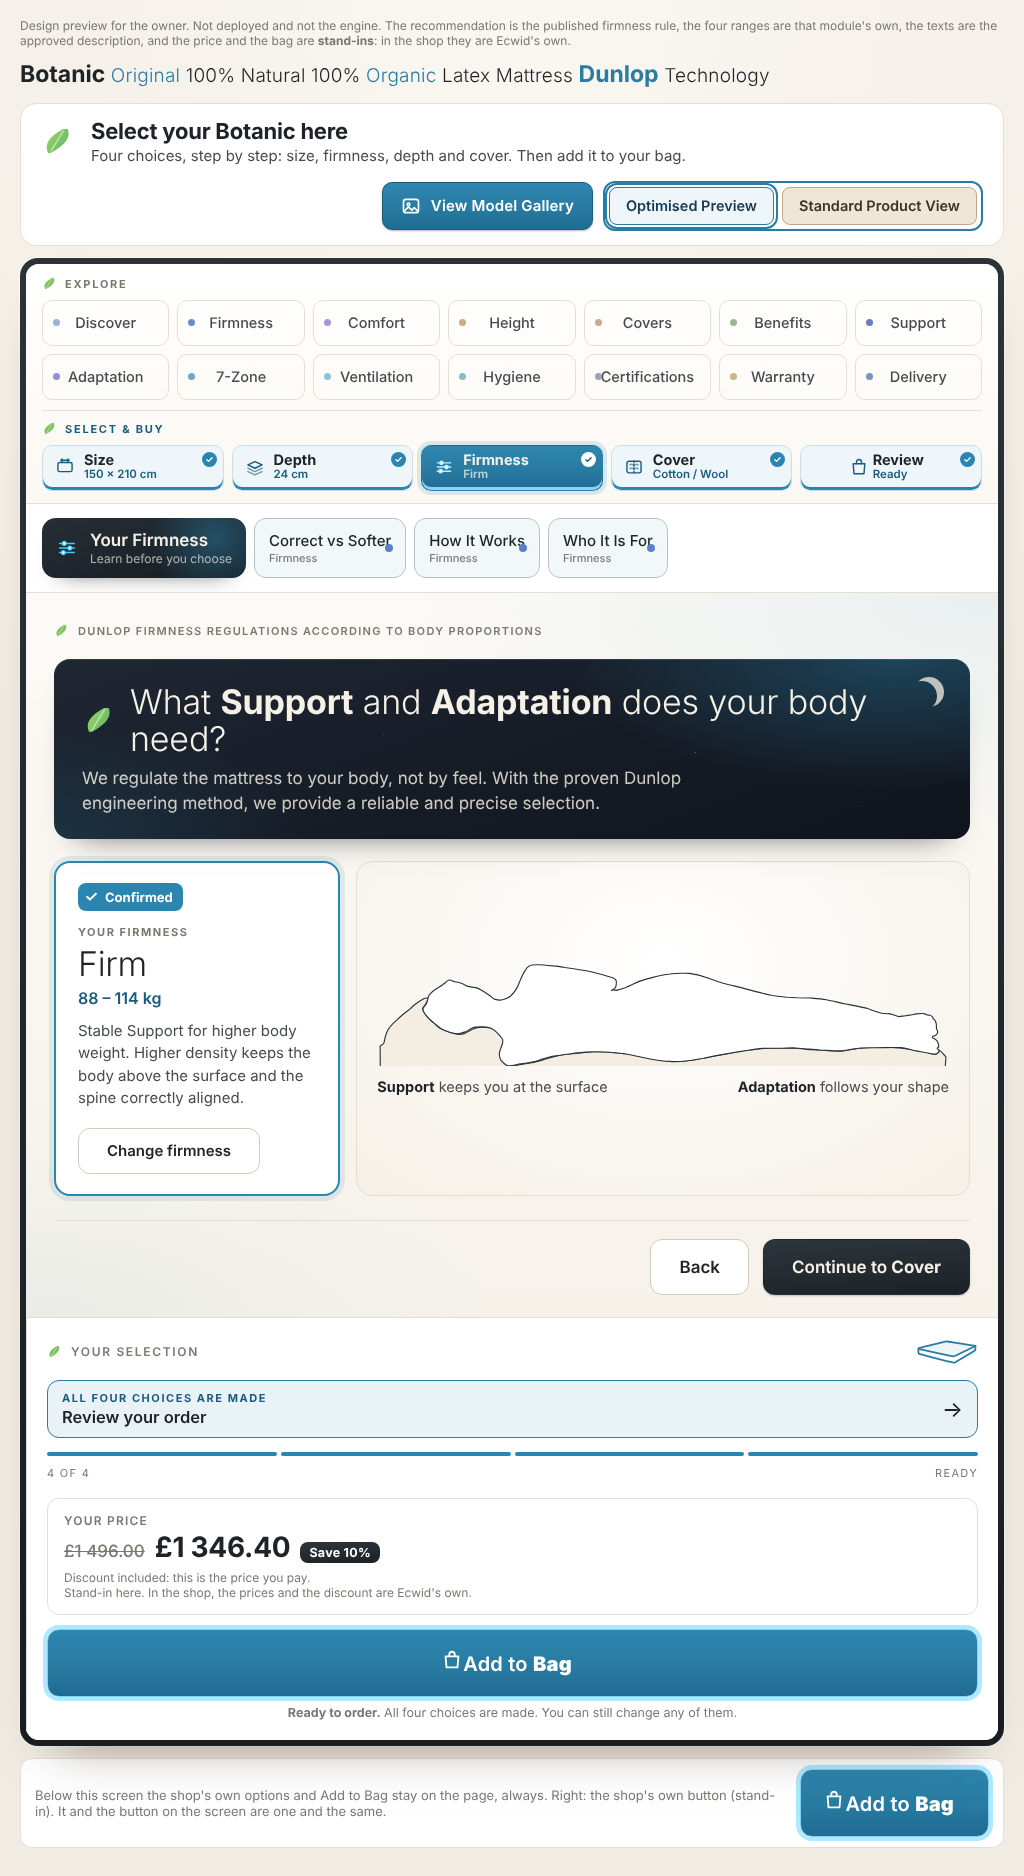 Design preview for the owner. Not deployed and not the engine. The recommendation is the published firmness rule, the four ranges are that module's own, the texts are the
approved description, and the price and the bag are stand-ins: in the shop they are Ecwid's own.
Botanic Original 100% Natural 100% Organic Latex Mattress Dunlop Technology
Select your Botanic here
Four choices, step by step: size, firmness, depth and cover. Then add it to your bag.
View Model Gallery
Optimised Preview
Standard Product View
EXPLORE
Discover
Firmness
Comfort
Height
Covers
Benefits
Support
Adaptation
7-Zone
Ventilation
Hygiene
Certifications
Warranty
Delivery
SELECT & BUY
Size
150 × 210 cm
Depth
24 cm
Firmness
Firm
Cover
Cotton / Wool
Review
Ready
Your Firmness
Learn before you choose
Correct vs Softer
Firmness
How It Works
Firmness
Who It Is For
Firmness
DUNLOP FIRMNESS REGULATIONS ACCORDING TO BODY PROPORTIONS
What Support and Adaptation does your body
need?
We regulate the mattress to your body, not by feel. With the proven Dunlop
engineering method, we provide a reliable and precise selection.
Confirmed
YOUR FIRMNESS
Firm
88 – 114 kg
Stable Support for higher body
weight. Higher density keeps the
body above the surface and the
spine correctly aligned.
Change firmness
Support keeps you at the surface
Adaptation follows your shape
Back
Continue to Cover
YOUR SELECTION
ALL FOUR CHOICES ARE MADE
Review your order
4 OF 4
READY
YOUR PRICE
£1 496.00 £1 346.40 Save 10%
Discount included: this is the price you pay.
Stand-in here. In the shop, the prices and the discount are Ecwid's own.
Add to Bag
Ready to order. All four choices are made. You can still change any of them.
Below this screen the shop's own options and Add to Bag stay on the page, always. Right: the shop's own button (stand-
in). It and the button on the screen are one and the same.
Add to Bag